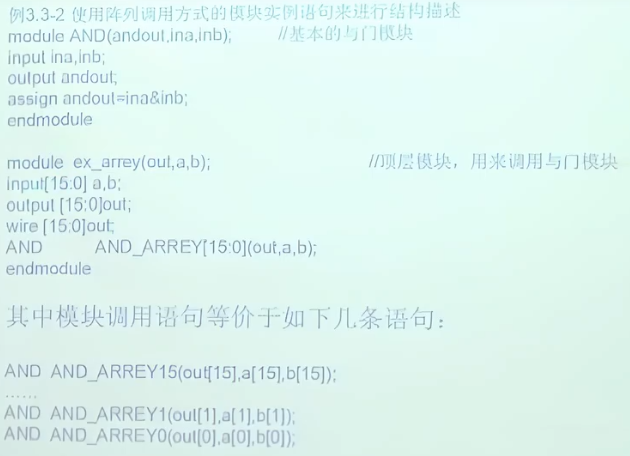 例3.3-2 使用阵列调用方式的模块实例语句来进行结构描述
module AND(andout,ina,inb); //基本的与门模块
input ina,inb;
output andout;
assign andout=ina&inb;
endmodule
module ex_arrey(out,a,b); //顶层模块，用来调用与门模块
input[15:0] a,b;
output [15:0]out;
wire [15:0]out;
AND AND_ARREY[15:0](out,a,b);
endmodule
其中模块调用语句等价于如下几条语句：
AND AND_ARREY15(out[15],a[15],b[15]);
……
AND AND_ARREY1(out[1],a[1],b[1]);
AND AND_ARREY0(out[0],a[0],b[0]);